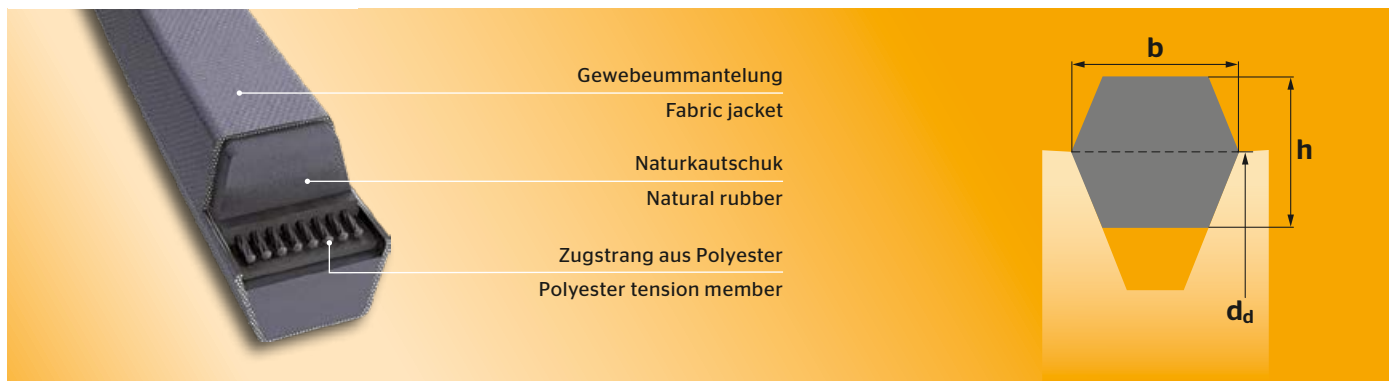 Gewebeummantelung
Fabric jacket
Naturkautschuk
Natural rubber
Zugstrang aus Polyester
Polyester tension member
b
h
dd